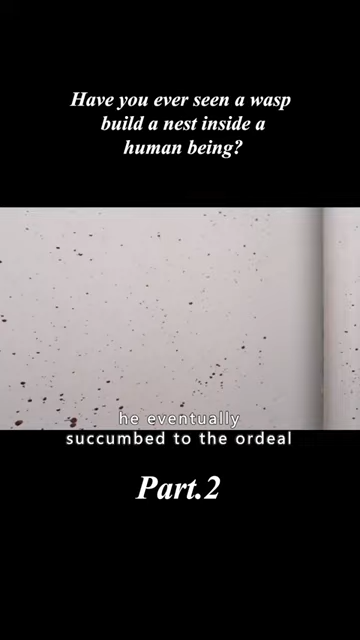 Have you ever seen a wasp
build a nest inside a
human being?
he eventually
succumbed to the ordeal
Part.2